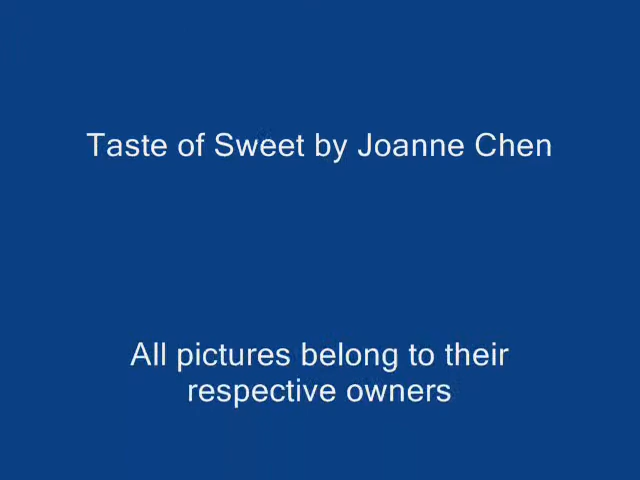 Taste of Sweet by Joanne Chen
All pictures belong to their
respective owners